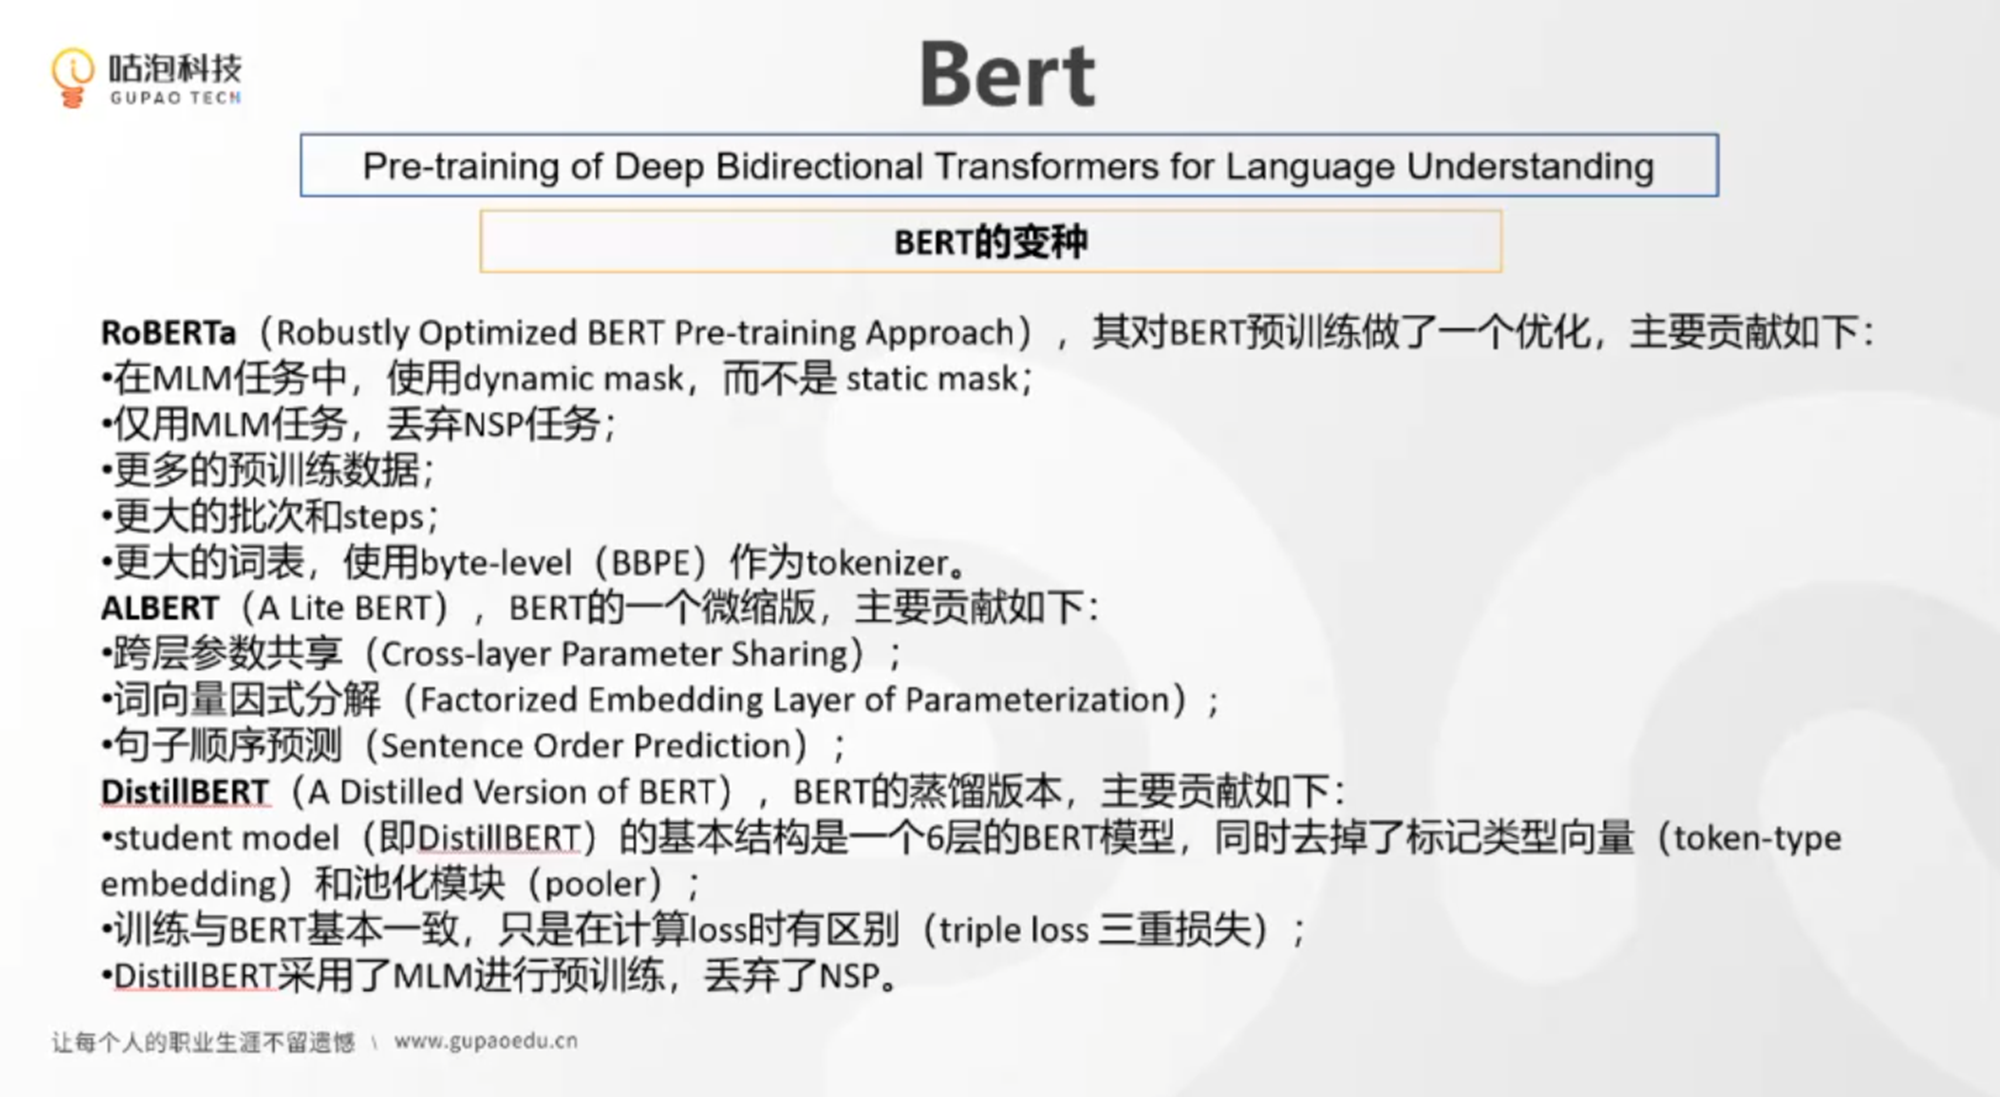 咕泡科技
GUPAO TECH
Bert
Pre-training of Deep Bidirectional Transformers for Language Understanding
BERT的变种
RoBERTa（Robustly Optimized BERT Pre-training Approach），其对BERT预训练做了一个优化，主要贡献如下：
•在MLM任务中，使用dynamic mask，而不是 static mask；
•仅用MLM任务，丢弃NSP任务；
•更多的预训练数据；
•更大的批次和steps；
•更大的词表，使用byte-level（BBPE）作为tokenizer。
ALBERT（A Lite BERT），BERT的一个微缩版，主要贡献如下：
•跨层参数共享（Cross-layer Parameter Sharing）；
•词向量因式分解（Factorized Embedding Layer of Parameterization）；
•句子顺序预测（Sentence Order Prediction）；
DistillBERT（A Distilled Version of BERT），BERT的蒸馏版本，主要贡献如下：
•student model（即DistillBERT）的基本结构是一个6层的BERT模型，同时去掉了标记类型向量（token-type
embedding）和池化模块（pooler）；
•训练与BERT基本一致，只是在计算loss时有区别（triple loss 三重损失）；
•DistillBERT采用了MLM进行预训练，丢弃了NSP。
让每个人的职业生涯不留遗憾 \ www.gupaoedu.cn